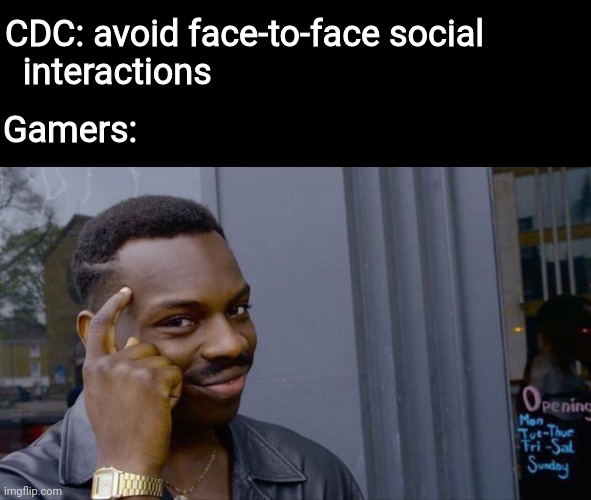 CDC: avoid face-to-face social
interactions
Gamers:
Opening
Mon
Tue-Thur
Fri-Sat
Sunday
imgflip.com